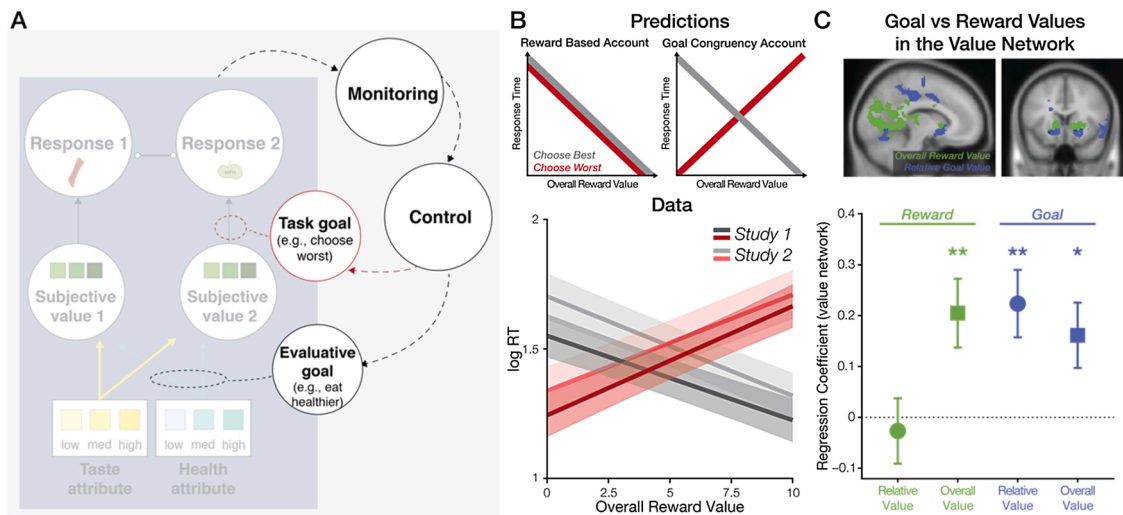 A
Monitoring
Response 1
Response 2
Control
Task goal
(e.g., choose
worst)
Subjective
value 1
Subjective
value 2
Evaluative
goal
(e.g., eat
healthier)
low med high
low med high
Taste
attribute
Health
attribute
B
Predictions
Reward Based Account
Goal Congruency Account
Response Time
Choose Best
Choose Worst
Overall Reward Value
Response Time
Overall Reward Value
Data
Study 1
Study 2
log RT
2
1.5
1
0 2.5 5 7.5 10
Overall Reward Value
C
Goal vs Reward Values
in the Value Network
Overall Reward Value
Relative Goal Value
Reward
Goal
** ** *
Regression Coefficient (value network)
0.4
0.3
0.2
0.1
0
−0.1
Relative
Value
Overall
Value
Relative
Value
Overall
Value